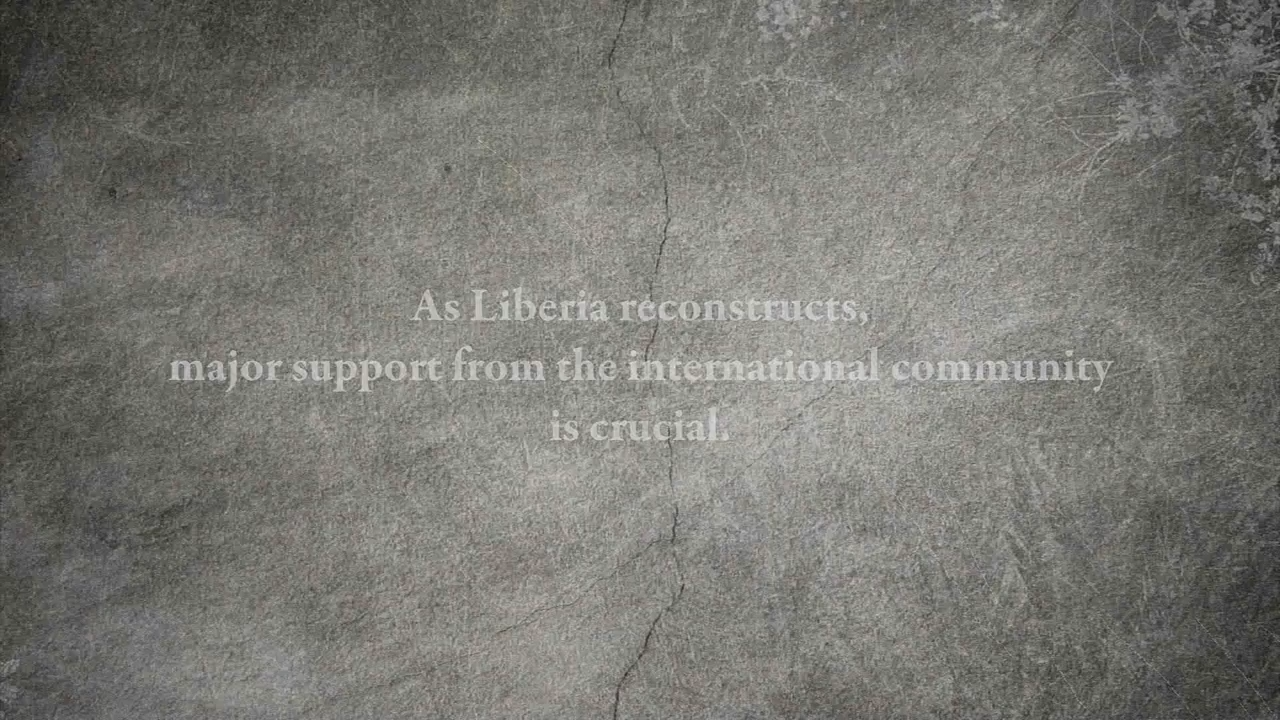 As Liberia reconstructs,
major support from the international community
is crucial.